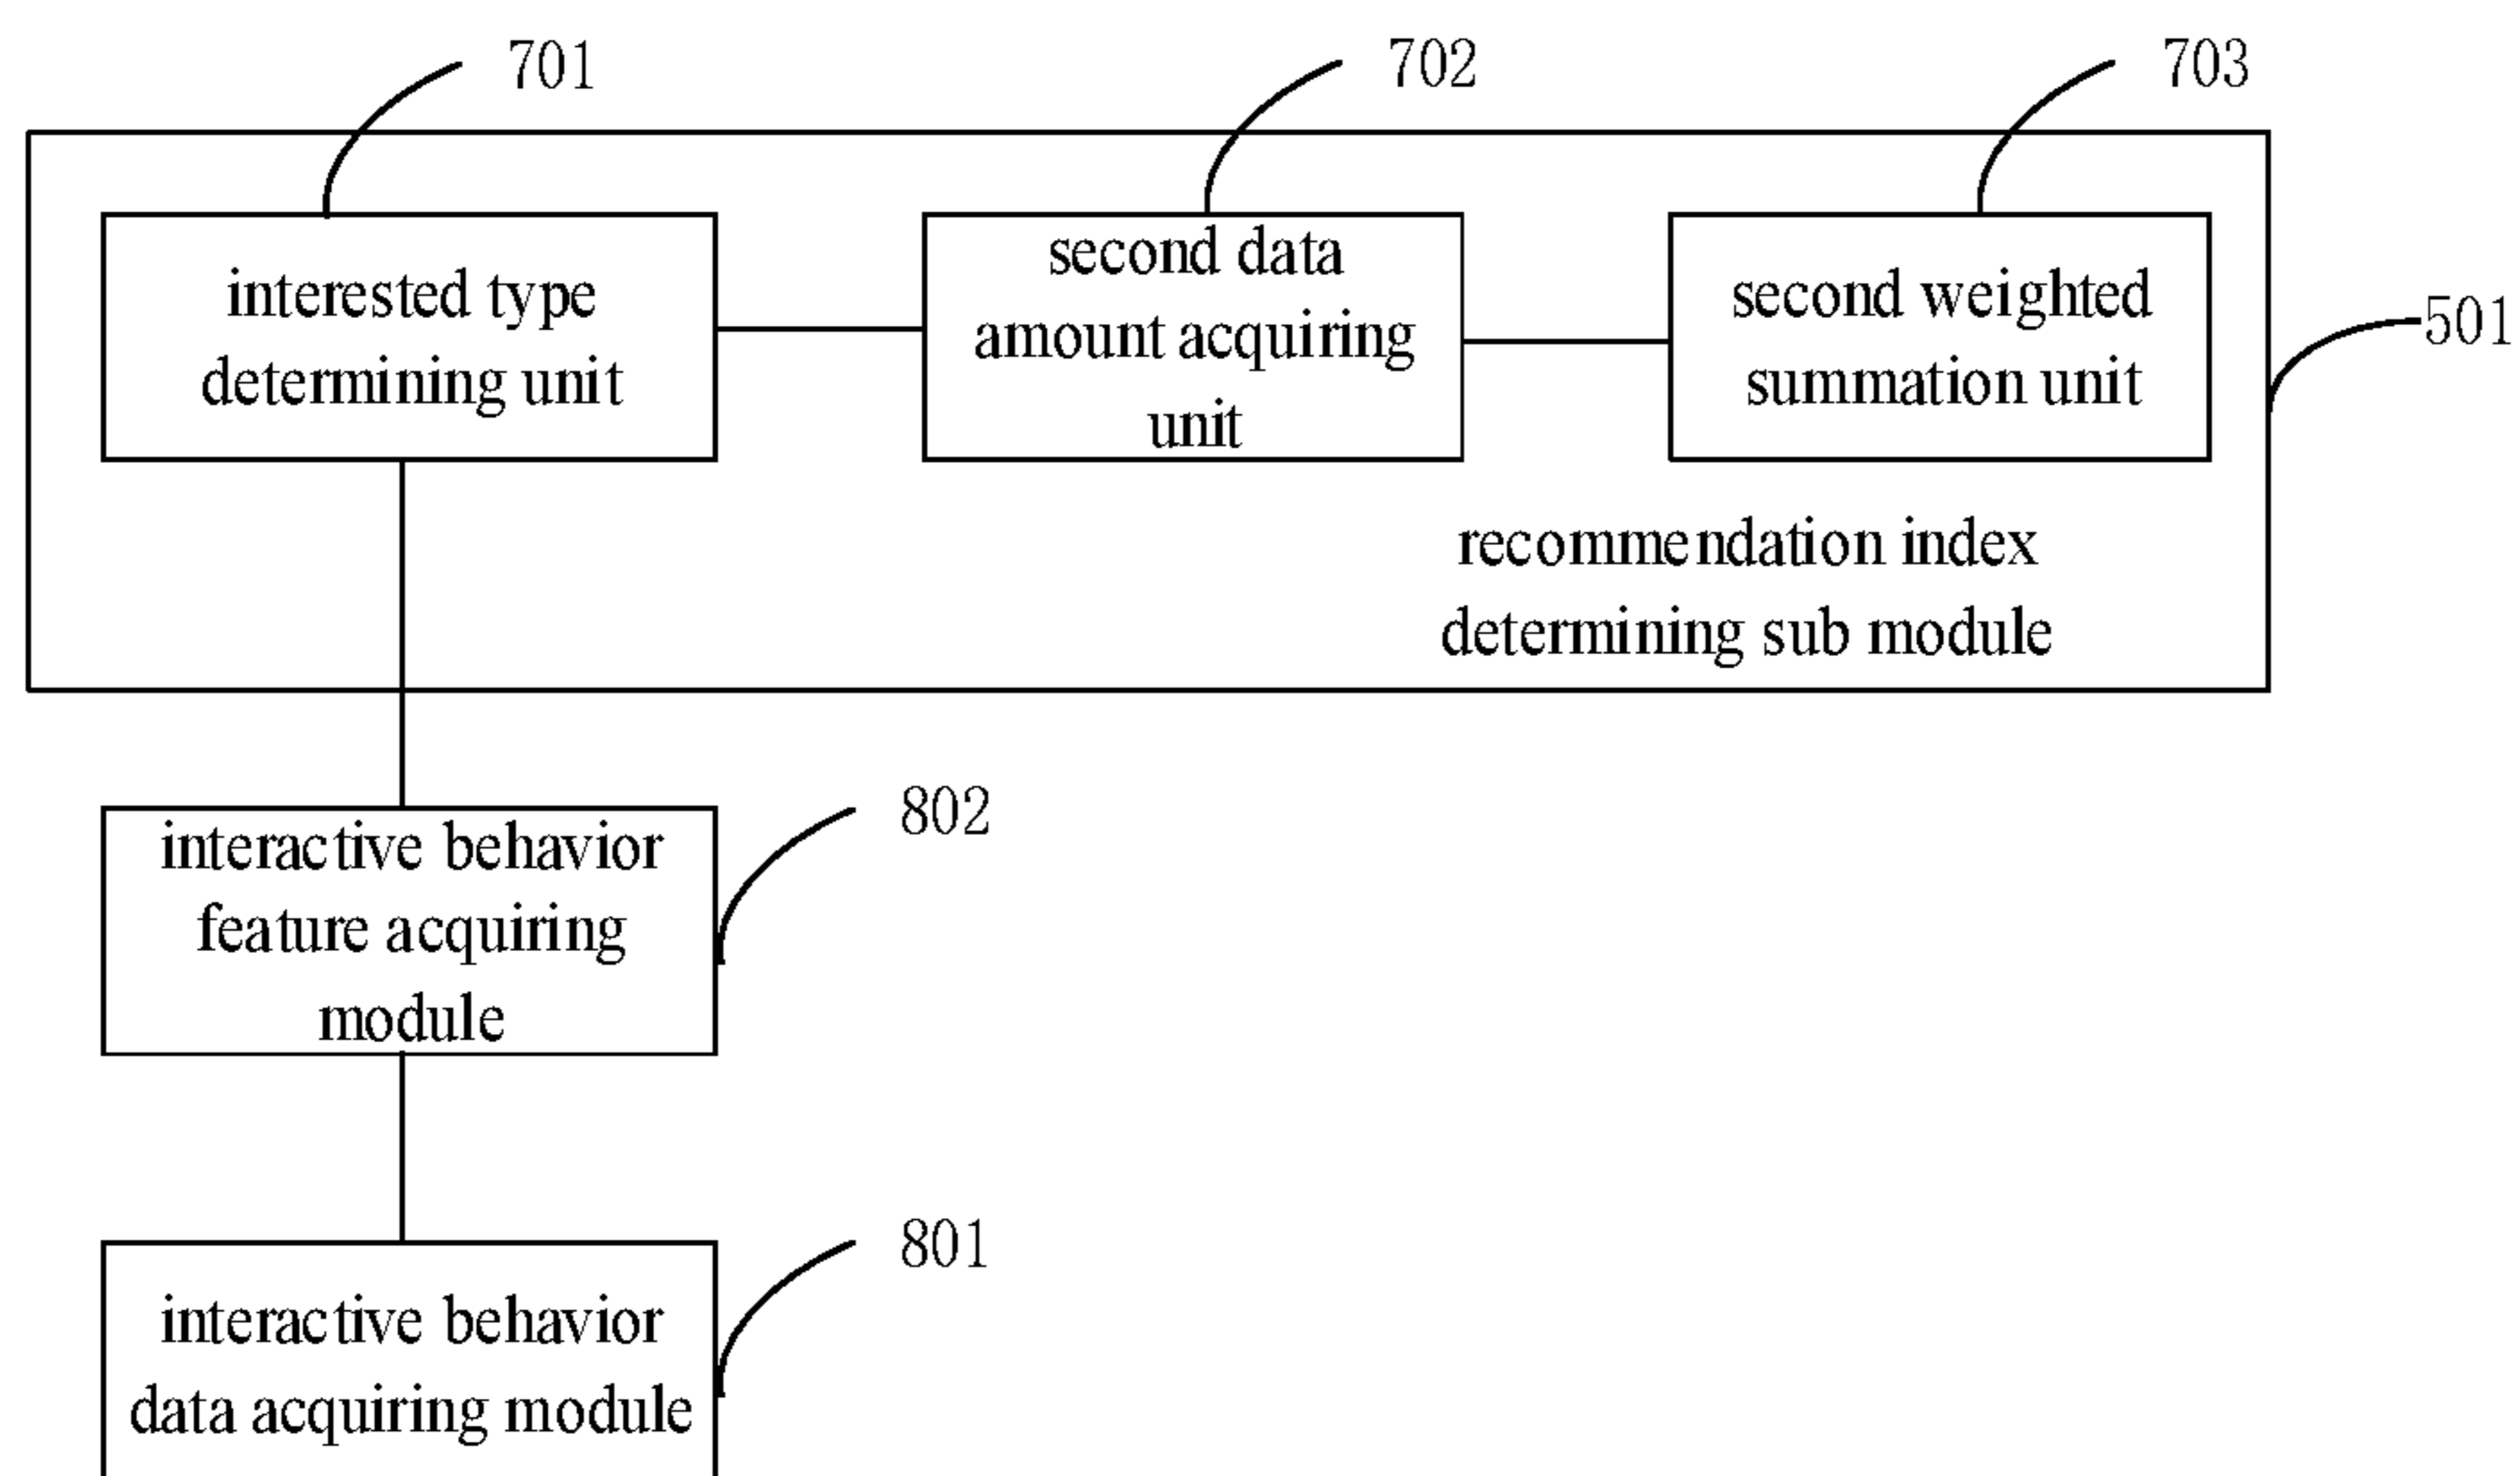 701
702
703
interested type
determining unit
second data
amount acquiring
unit
second weighted
summation unit
501
recommendation index
determining sub module
802
interactive behavior
feature acquiring
module
801
interactive behavior
data acquiring module